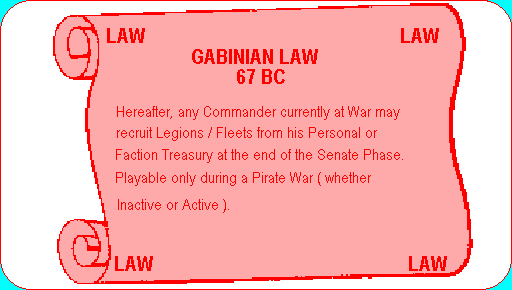 LAW LAW
GABINIAN LAW
67 BC
Hereafter, any Commander currently at War may
recruit Legions / Fleets from his Personal or
Faction Treasury at the end of the Senate Phase.
Playable only during a Pirate War ( whether
Inactive or Active ).
LAW LAW